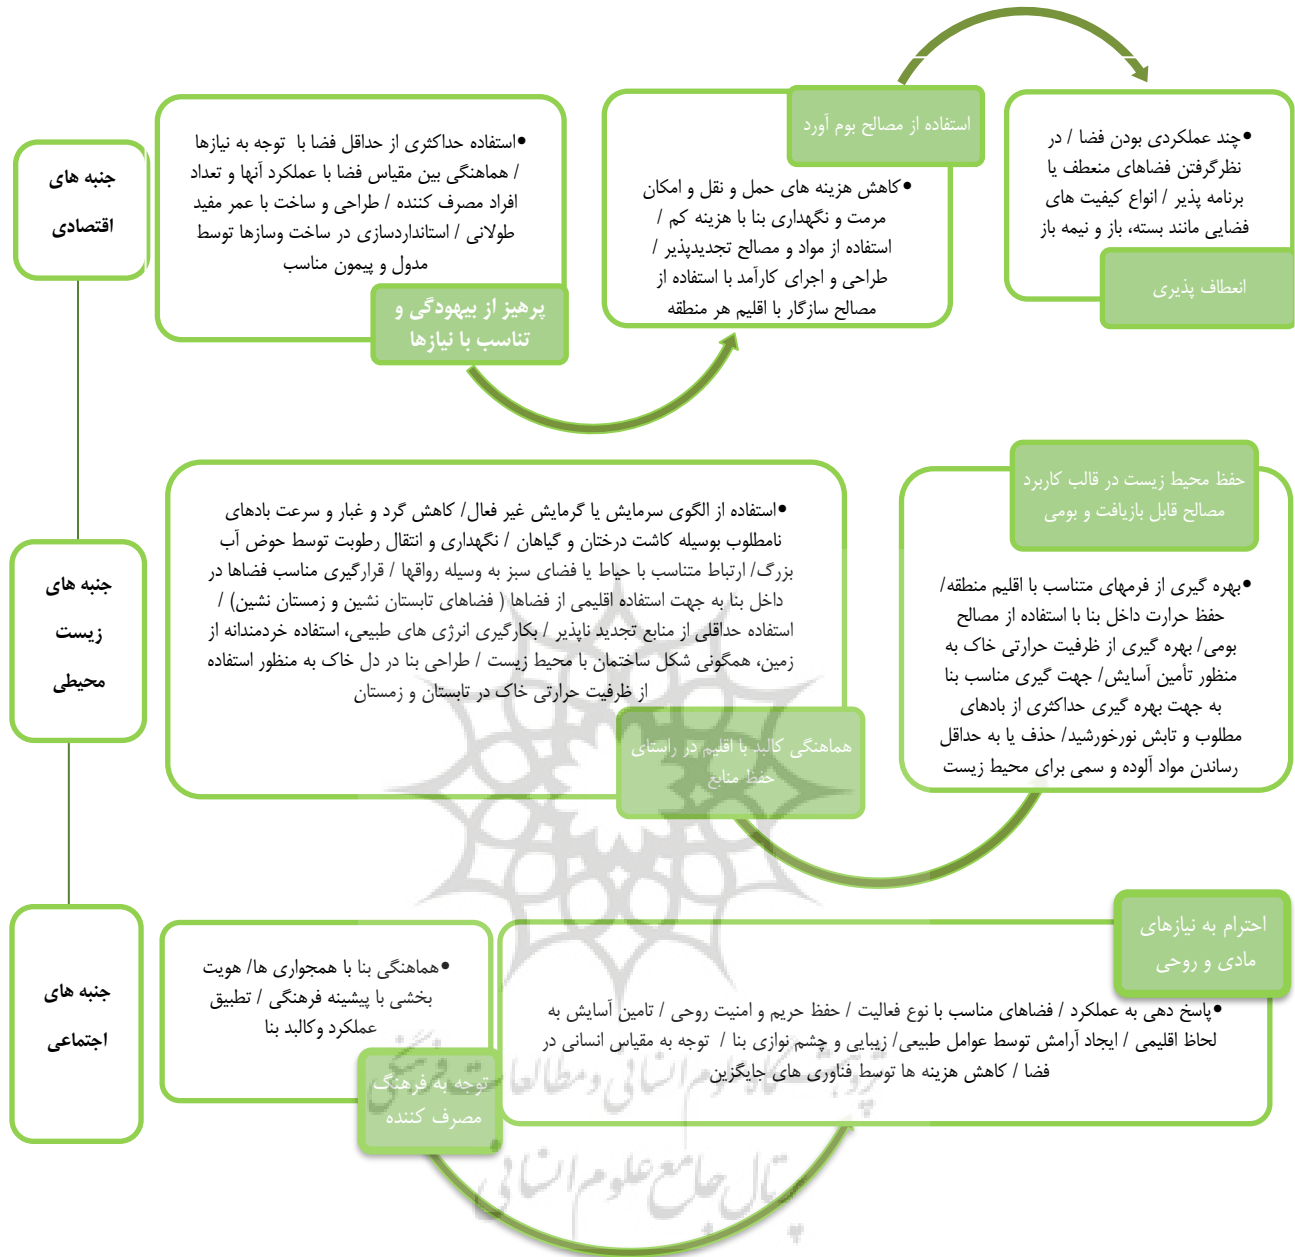 جنبه های
اقتصادی
•استفاده حداکثری از حداقل فضا با توجه به نیازها
/ هماهنگی بین مقیاس فضا با عملکرد آنها و تعداد
افراد مصرف کننده / طراحی و ساخت با عمر مفید
طولانی / استانداردسازی در ساخت وسازها توسط
مدول و پیمون مناسب
پرهیز از بیهودگی و
تناسب با نیازها
استفاده از مصالح بوم آورد
•کاهش هزینه های حمل و نقل و امکان
مرمت و نگهداری بنا با هزینه کم /
استفاده از مواد و مصالح تجدیدپذیر /
طراحی و اجرای کارآمد با استفاده از
مصالح سازگار با اقلیم هر منطقه
•چند عملکردی بودن فضا / در
نظرگرفتن فضاهای منعطف یا
برنامه پذیر / انواع کیفیت های
فضایی مانند بسته، باز و نیمه باز
انعطاف پذیری
جنبه های
زیست
محیطی
•استفاده از الگوی سرمایش یا گرمایش غیر فعال/ کاهش گرد و غبار و سرعت بادهای
نامطلوب بوسیله کاشت درختان و گیاهان / نگهداری و انتقال رطوبت توسط حوض آب
بزرگ/ ارتباط متناسب با حیاط یا فضای سبز به وسیله رواقها / قرارگیری مناسب فضاها در
داخل بنا به جهت استفاده اقلیمی از فضاها ( فضاهای تابستان نشین و زمستان نشین) /
استفاده حداقلی از منابع تجدید ناپذیر / بکارگیری انرژی های طبیعی، استفاده خردمندانه از
زمین، همگونی شکل ساختمان با محیط زیست / طراحی بنا در دل خاک به منظور استفاده
از ظرفیت حرارتی خاک در تابستان و زمستان
هماهنگی کالبد با اقلیم در راستای
حفظ منابع
حفظ محیط زیست در قالب کاربرد
مصالح قابل بازیافت و بومی
•بهره گیری از فرمهای متناسب با اقلیم منطقه/
حفظ حرارت داخل بنا با استفاده از مصالح
بومی/ بهره گیری از ظرفیت حرارتی خاک به
منظور تأمین آسایش/ جهت گیری مناسب بنا
به جهت بهره گیری حداکثری از بادهای
مطلوب و تابش نورخورشید/ حذف یا به حداقل
رساندن مواد آلوده و سمی برای محیط زیست
جنبه های
اجتماعی
•هماهنگی بنا با همجواری ها/ هویت
بخشی با پیشینه فرهنگی / تطبیق
عملکرد وکالبد بنا
توجه به فرهنگ
مصرف کننده
احترام به نیازهای
مادی و روحی
•پاسخ دهی به عملکرد / فضاهای مناسب با نوع فعالیت / حفظ حریم و امنیت روحی / تامین آسایش به
لحاظ اقلیمی / ایجاد آرامش توسط عوامل طبیعی/ زیبایی و چشم نوازی بنا / توجه به مقیاس انسانی در
فضا / کاهش هزینه ها توسط فناوری های جایگزین
پژوهشگاه علوم انسانی و مطالعات فرهنگی
پرتال جامع علوم انسانی